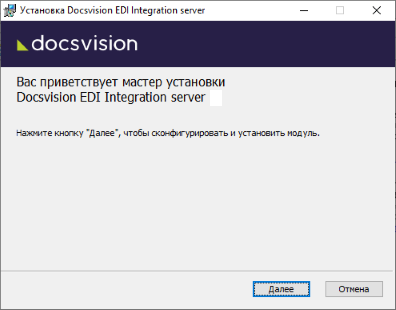 Установка Docsvision EDI Integration server
docsvision
Вас приветствует мастер установки
Docsvision EDI Integration server
Нажмите кнопку "Далее", чтобы сконфигурировать и установить модуль.
Далее
Отмена